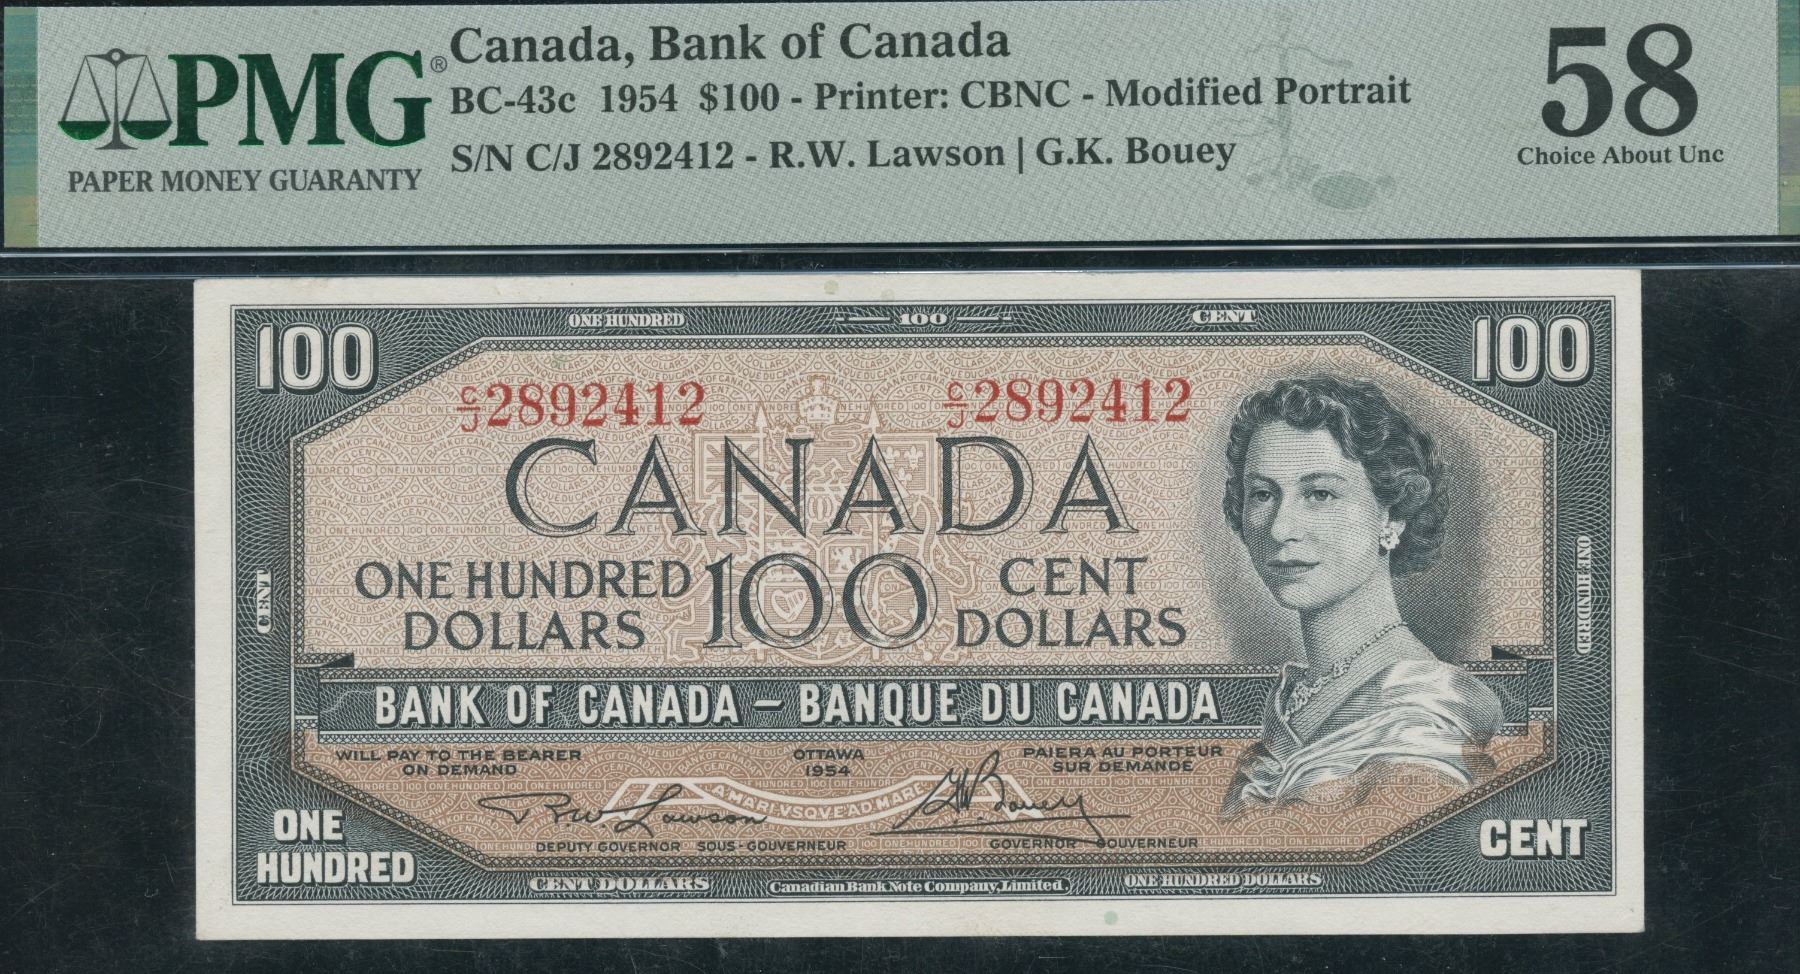 PMG®
PAPER MONEY GUARANTY
Canada, Bank of Canada
BC-43c 1954 $100 - Printer: CBNC - Modified Portrait
S/N C/J 2892412 - R.W. Lawson | G.K. Bouey
58
Choice About Unc
ONE HUNDRED 100 CENT
100 100
C/J 2892412 C/J 2892412
CANADA
ONE HUNDRED DOLLARS 100 CENT DOLLARS
CENT
ONE HUNDRED
BANK OF CANADA – BANQUE DU CANADA
WILL PAY TO THE BEARER ON DEMAND
OTTAWA 1954
PAIERA AU PORTEUR SUR DEMANDE
A·MARI·VSQVE·AD·MARE
R.W. Lawson
G.K. Bouey
DEPUTY GOVERNOR SOUS-GOUVERNEUR
GOVERNOR GOUVERNEUR
ONE HUNDRED
CENT
CENT DOLLARS
Canadian Bank Note Company, Limited.
ONE HUNDRED DOLLARS